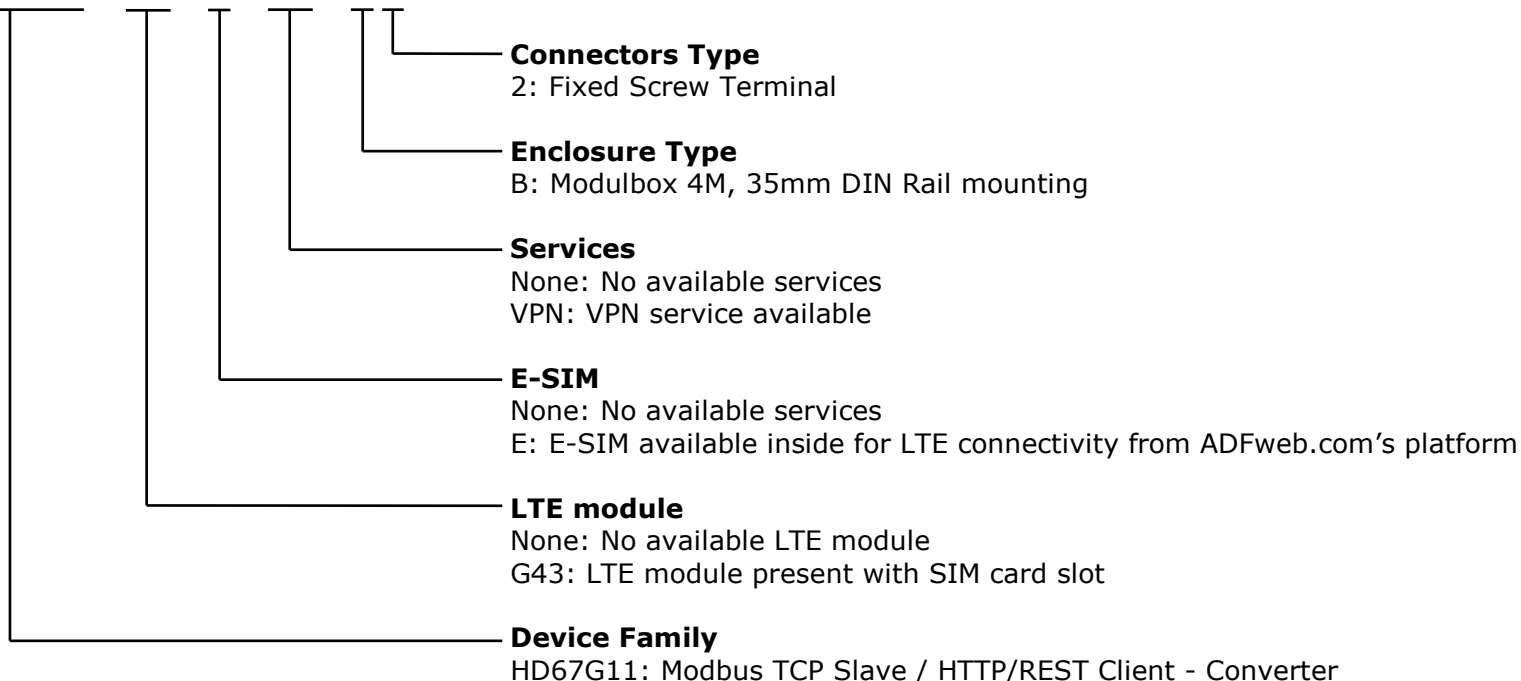 Connectors Type
2: Fixed Screw Terminal
Enclosure Type
B: Modulbox 4M, 35mm DIN Rail mounting
Services
None: No available services
VPN: VPN service available
E-SIM
None: No available services
E: E-SIM available inside for LTE connectivity from ADFweb.com’s platform
LTE module
None: No available LTE module
G43: LTE module present with SIM card slot
Device Family
HD67G11: Modbus TCP Slave / HTTP/REST Client - Converter